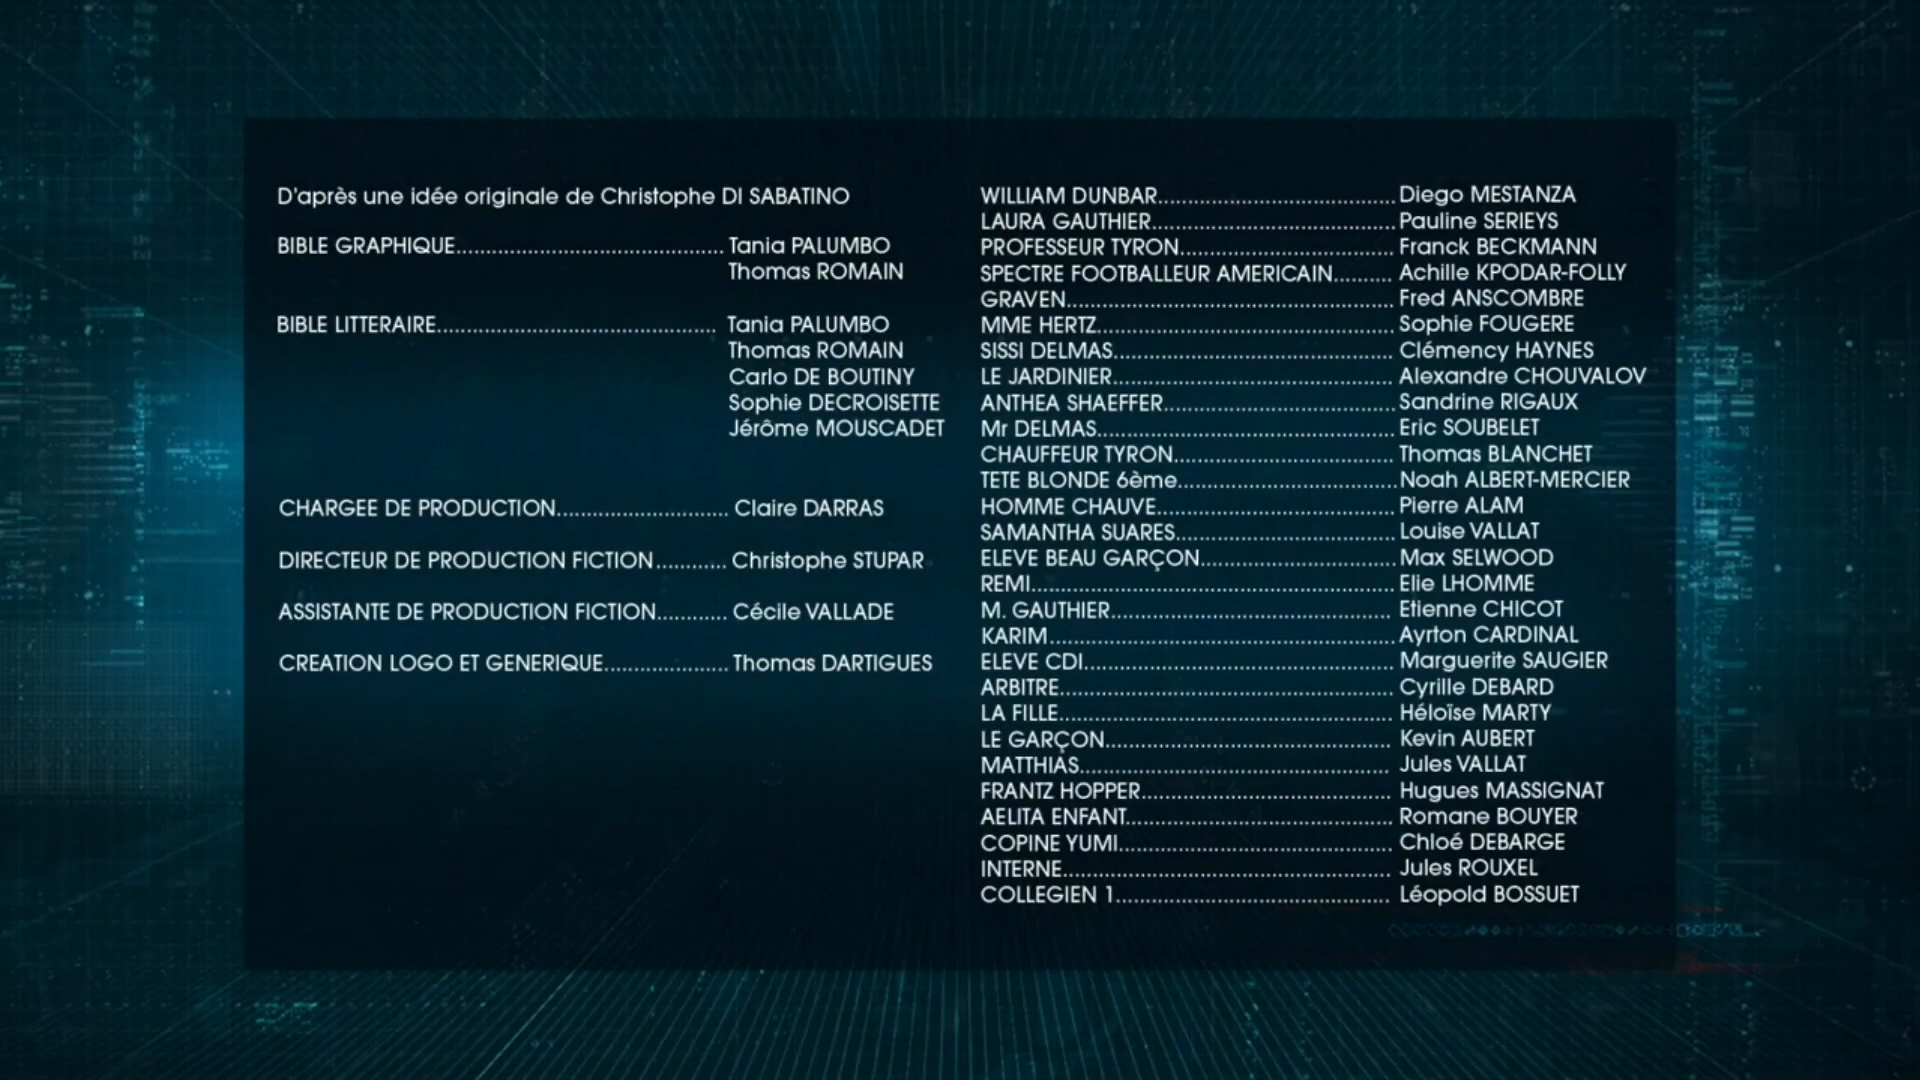 D'après une idée originale de Christophe DI SABATINO
BIBLE GRAPHIQUE............................................. Tania PALUMBO
Thomas ROMAIN
BIBLE LITTERAIRE............................................... Tania PALUMBO
Thomas ROMAIN
Carlo DE BOUTINY
Sophie DECROISETTE
Jérôme MOUSCADET
CHARGEE DE PRODUCTION............................. Claire DARRAS
DIRECTEUR DE PRODUCTION FICTION............ Christophe STUPAR
ASSISTANTE DE PRODUCTION FICTION............ Cécile VALLADE
CREATION LOGO ET GENERIQUE..................... Thomas DARTIGUES
WILLIAM DUNBAR........................................ Diego MESTANZA
LAURA GAUTHIER......................................... Pauline SERIEYS
PROFESSEUR TYRON.................................... Franck BECKMANN
SPECTRE FOOTBALLEUR AMERICAIN.......... Achille KPODAR-FOLLY
GRAVEN....................................................... Fred ANSCOMBRE
MME HERTZ.................................................. Sophie FOUGERE
SISSI DELMAS............................................... Clémency HAYNES
LE JARDINIER............................................... Alexandre CHOUVALOV
ANTHEA SHAEFFER....................................... Sandrine RIGAUX
Mr DELMAS.................................................. Eric SOUBELET
CHAUFFEUR TYRON..................................... Thomas BLANCHET
TETE BLONDE 6ème..................................... Noah ALBERT-MERCIER
HOMME CHAUVE........................................ Pierre ALAM
SAMANTHA SUARES..................................... Louise VALLAT
ELEVE BEAU GARÇON................................. Max SELWOOD
REMI............................................................. Elie LHOMME
M. GAUTHIER............................................... Etienne CHICOT
KARIM.......................................................... Ayrton CARDINAL
ELEVE CDI.................................................... Marguerite SAUGIER
ARBITRE........................................................ Cyrille DEBARD
LA FILLE........................................................ Héloïse MARTY
LE GARÇON................................................ Kevin AUBERT
MATTHIAS.................................................... Jules VALLAT
FRANTZ HOPPER.......................................... Hugues MASSIGNAT
AELITA ENFANT............................................. Romane BOUYER
COPINE YUMI.............................................. Chloé DEBARGE
INTERNE....................................................... Jules ROUXEL
COLLEGIEN 1.............................................. Léopold BOSSUET